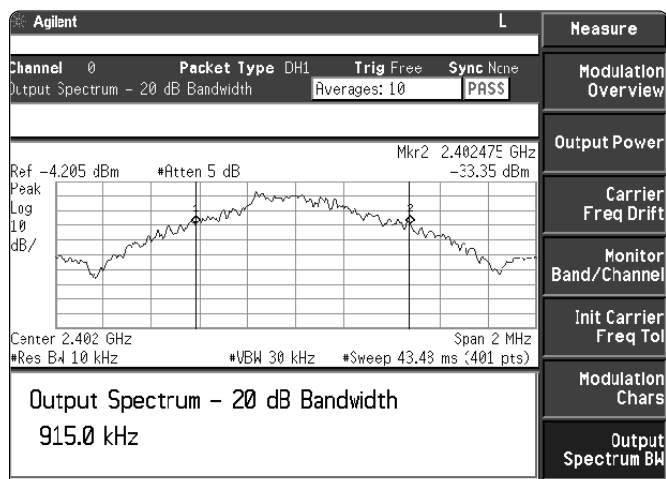 Agilent L
Channel 0 Packet Type DH1 Trig Free Sync None
Output Spectrum – 20 dB Bandwidth Averages: 10 PASS
Mkr2 2.402475 GHz
Ref –4.205 dBm #Atten 5 dB –33.35 dBm
Peak
Log
10
dB/
1
2
Center 2.402 GHz Span 2 MHz
#Res BW 10 kHz #VBW 30 kHz #Sweep 43.43 ms (401 pts)
Output Spectrum – 20 dB Bandwidth
915.0 kHz
Measure
Modulation
Overview
Output Power
Carrier
Freq Drift
Monitor
Band/Channel
Init Carrier
Freq Tol
Modulation
Chars
Output
Spectrum BW